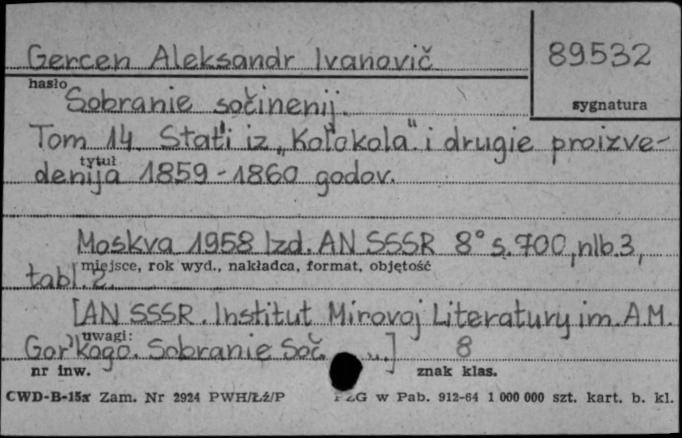 Gercen Aleksandr Ivanovič 89532
hasło
Sobranie sočinenij. sygnatura
Tom 14. Stat'i iz „Kolokola" i drugie proizve-
tytuł
denija 1859-1860 godov.
Moskva 1958 Izd. AN SSSR 8° s. 700, nlb. 3,
miejsce, rok wyd., nakładca, format, objętość
tabl. 2.
[AN SSSR. Institut Mirovoj Literatury im. A.M.
uwagi:
Gor'kogo. Sobranie Soč. ] 8
nr inw. znak klas.
CWD-B-15x Zam. Nr 2924 PWH/Łź/P PZG w Pab. 912-64 1 000 000 szt. kart. b. kl.